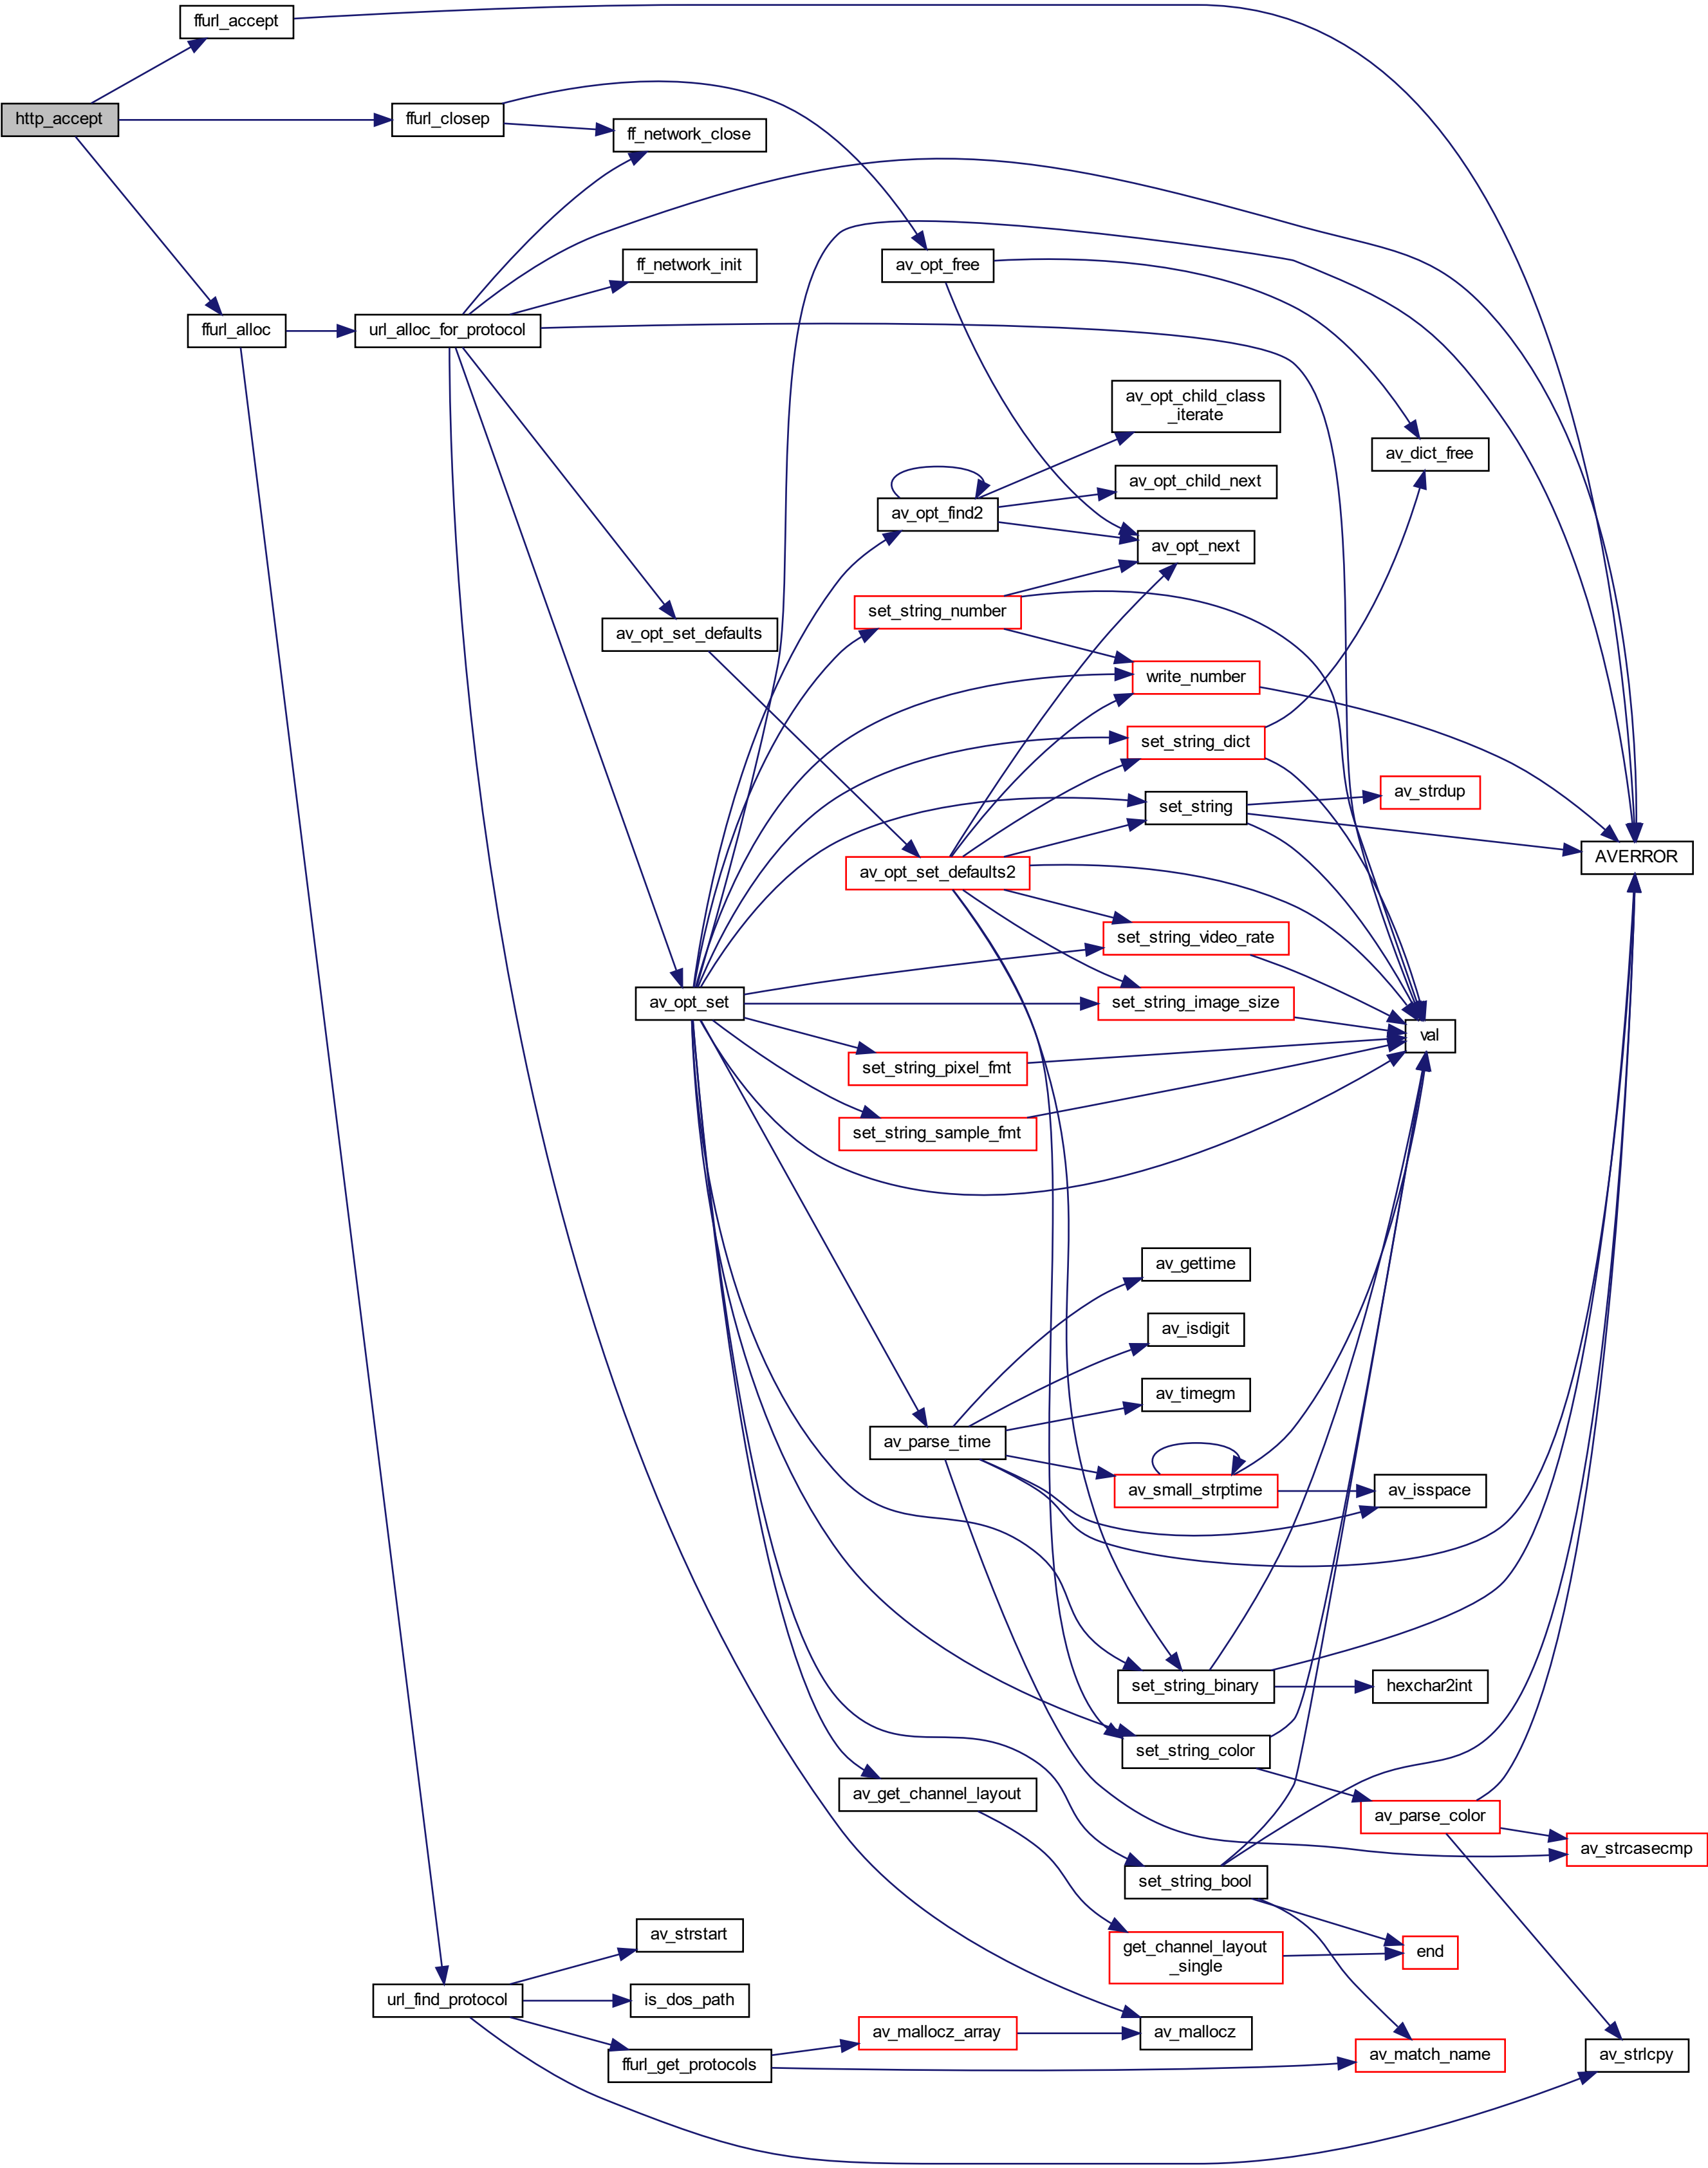 ffurl_accept
http_accept
ffurl_closep
ff_network_close
av_opt_free
ff_network_init
ffurl_alloc
url_alloc_for_protocol
av_opt_child_class
_iterate
av_dict_free
av_opt_child_next
av_opt_find2
av_opt_next
set_string_number
av_opt_set_defaults
write_number
set_string_dict
av_strdup
set_string
AVERROR
av_opt_set_defaults2
set_string_video_rate
av_opt_set
set_string_image_size
val
set_string_pixel_fmt
set_string_sample_fmt
av_gettime
av_isdigit
av_timegm
av_parse_time
av_small_strptime
av_isspace
set_string_binary
hexchar2int
set_string_color
av_get_channel_layout
av_parse_color
av_strcasecmp
set_string_bool
av_strstart
get_channel_layout
_single
end
url_find_protocol
is_dos_path
av_mallocz_array
av_mallocz
ffurl_get_protocols
av_match_name
av_strlcpy